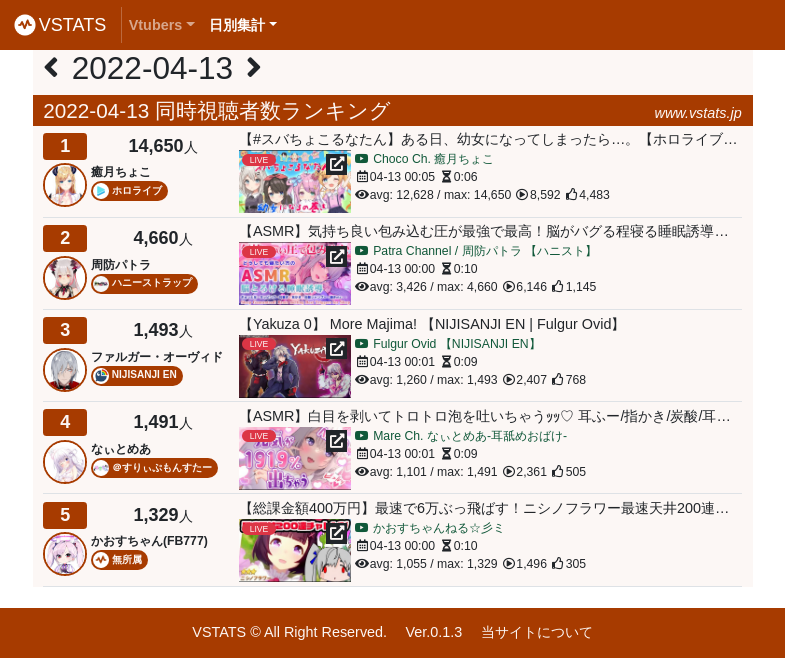 VSTATS Vtubers 日別集計
2022-04-13
2022-04-13 同時視聴者数ランキング www.vstats.jp
1 14,650人
癒月ちょこ
ホロライブ
【#スバちょこるなたん】ある日、幼女になってしまったら…。【ホロライブ…
LIVE
Choco Ch. 癒月ちょこ
04-13 00:05 0:06
avg: 12,628 / max: 14,650 8,592 4,483
2 4,660人
周防パトラ
ハニーストラップ
【ASMR】気持ち良い包み込む圧が最強で最高！脳がバグる程寝る睡眠誘導…
LIVE
ASMR
Patra Channel / 周防パトラ 【ハニスト】
04-13 00:00 0:10
avg: 3,426 / max: 4,660 6,146 1,145
3 1,493人
ファルガー・オーヴィド
NIJISANJI EN
【Yakuza 0】 More Majima! 【NIJISANJI EN | Fulgur Ovid】
LIVE
Fulgur Ovid 【NIJISANJI EN】
04-13 00:01 0:09
avg: 1,260 / max: 1,493 2,407 768
4 1,491人
なぃとめあ
@すりぃぷもんすたー
【ASMR】白目を剥いてトロトロ泡を吐いちゃうｯｯ♡ 耳ふー/指かき/炭酸/耳…
LIVE
1919%
出ちゃう
Mare Ch. なぃとめあ-耳舐めおばけ-
04-13 00:01 0:09
avg: 1,101 / max: 1,491 2,361 505
5 1,329人
かおすちゃん(FB777)
無所属
【総課金額400万円】最速で6万ぶっ飛ばす！ニシノフラワー最速天井200連…
LIVE
かおすちゃんねる☆彡ミ
04-13 00:00 0:10
avg: 1,055 / max: 1,329 1,496 305
VSTATS © All Right Reserved. Ver.0.1.3 当サイトについて